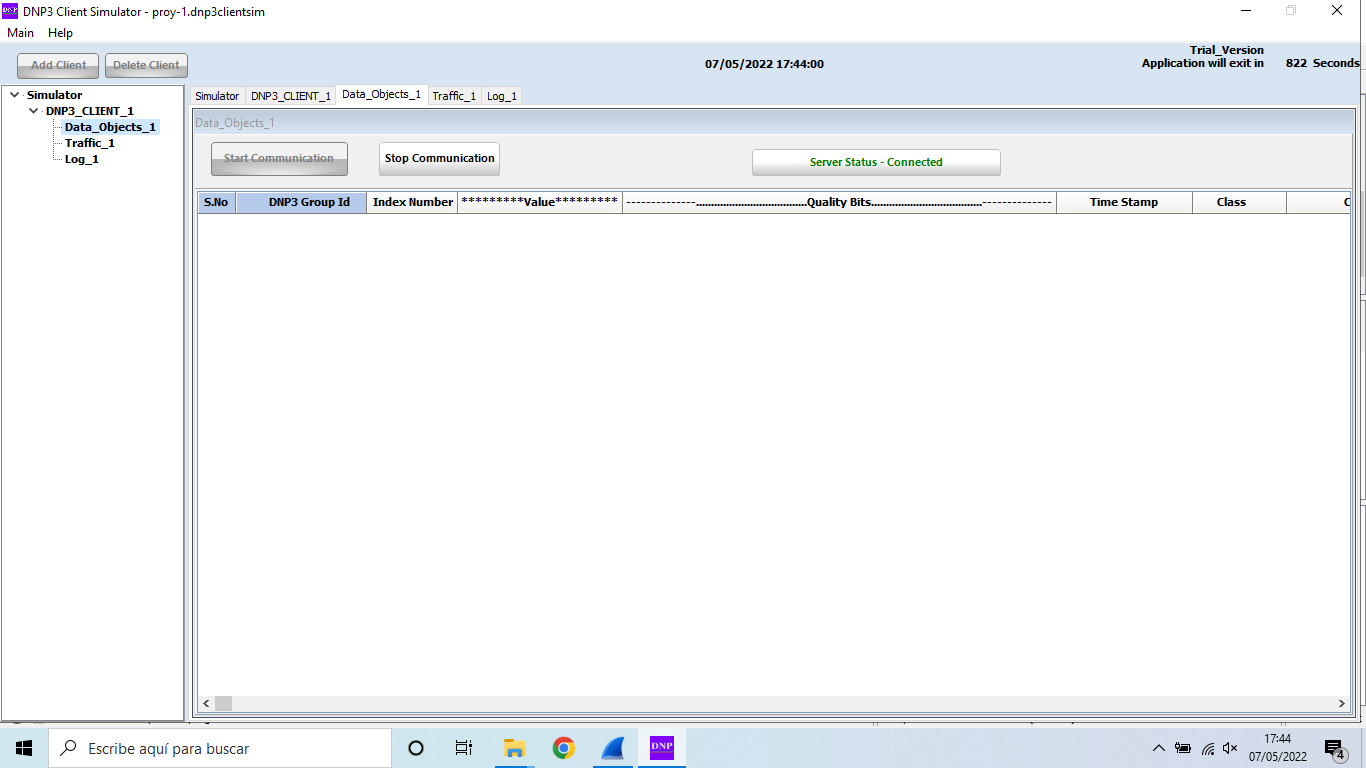 DNP3 Client Simulator - proy-1.dnp3clientsim
Main Help
Add Client Delete Client
07/05/2022 17:44:00
Trial_Version
Application will exit in 822 Seconds
Simulator
DNP3_CLIENT_1
Data_Objects_1
Traffic_1
Log_1
Simulator DNP3_CLIENT_1 Data_Objects_1 Traffic_1 Log_1
Data_Objects_1
Start Communication Stop Communication Server Status - Connected
S.No DNP3 Group Id Index Number *********Value********* --------------.....................................Quality Bits.....................................-------------- Time Stamp Class C
DNP
Escribe aquí para buscar
DNP
17:44
07/05/2022
4